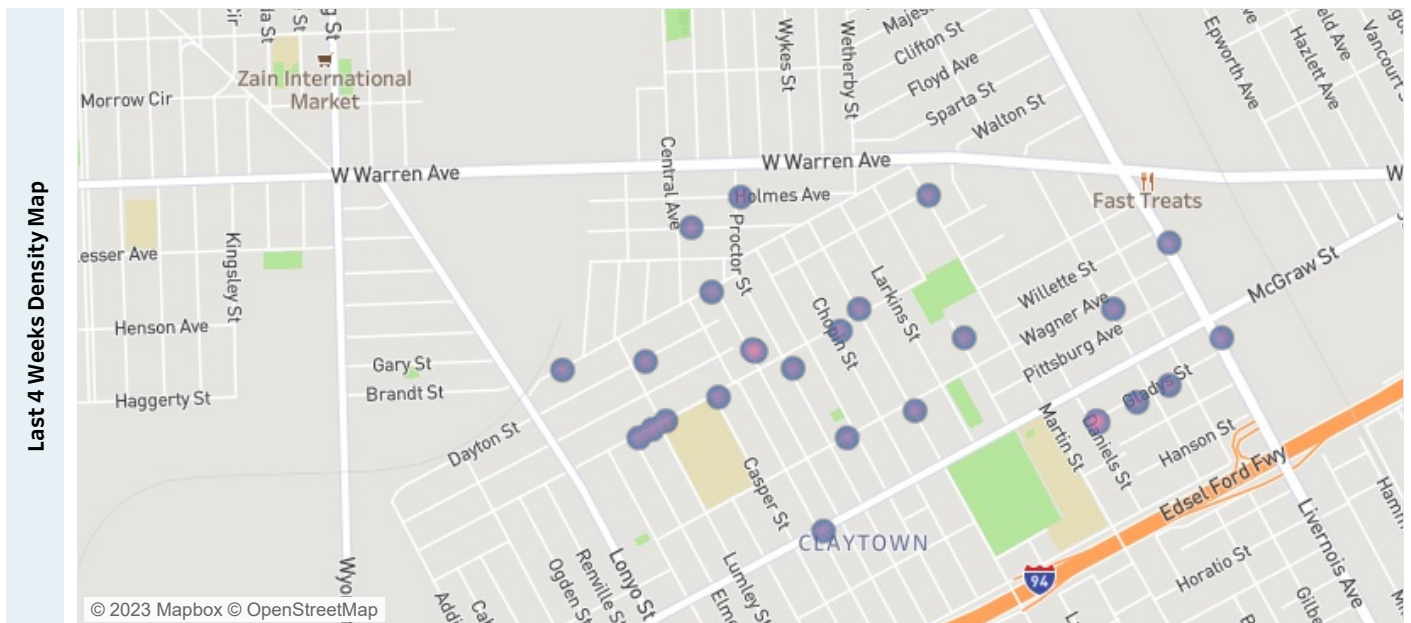 Last 4 Weeks Density Map
Zain International
Market
Morrow Cir
W Warren Ave
Kingsley St
Henson Ave
Haggerty St
Gary St
Brandt St
Dayton St
Central Ave
Holmes Ave
Proctor St
Wykes St
Wetherby St
Clifton St
Floyd Ave
Sparta St
Walton St
W Warren Ave
Epworth Ave
Hazlett Ave
Fast Treats
McGraw St
Larkins St
Chopin St
Willette St
Wagner Ave
Pittsburg Ave
Gladys St
Daniels St
Martin St
Hanson St
Edsel Ford Fwy
Casper St
CLAYTOWN
94
Livernois Ave
Horatio St
Lonyo St
Lumley St
Renville S
Ogden St
© 2023 Mapbox © OpenStreetMap